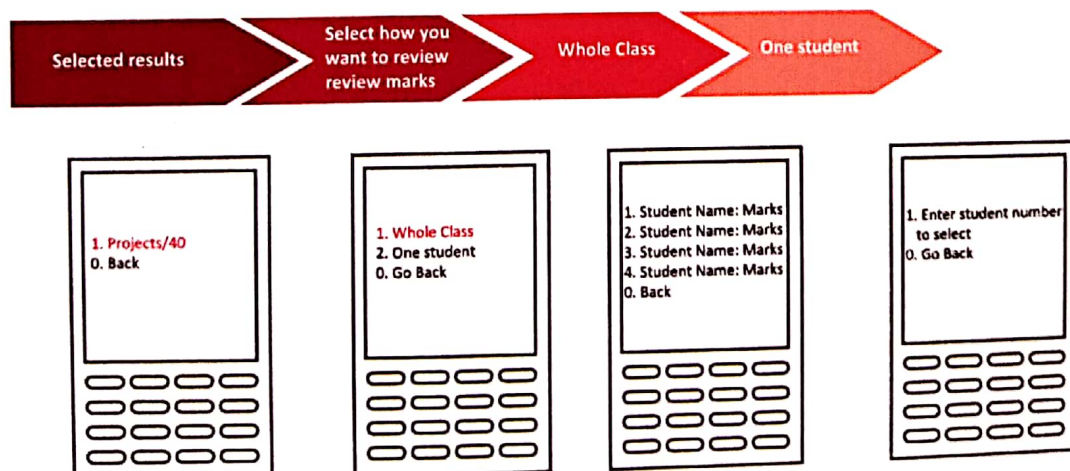 Selected results
Select how you
want to review
review marks
Whole Class
One student
1. Projects/40
0. Back
1. Whole Class
2. One student
0. Go Back
1. Student Name: Marks
2. Student Name: Marks
3. Student Name: Marks
4. Student Name: Marks
0. Back
1. Enter student number
to select
0. Go Back